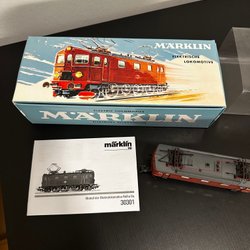 MÄRKLIN
ELEKTRISCHE
LOKOMOTIVE
MÄRKLIN
märklin
30301